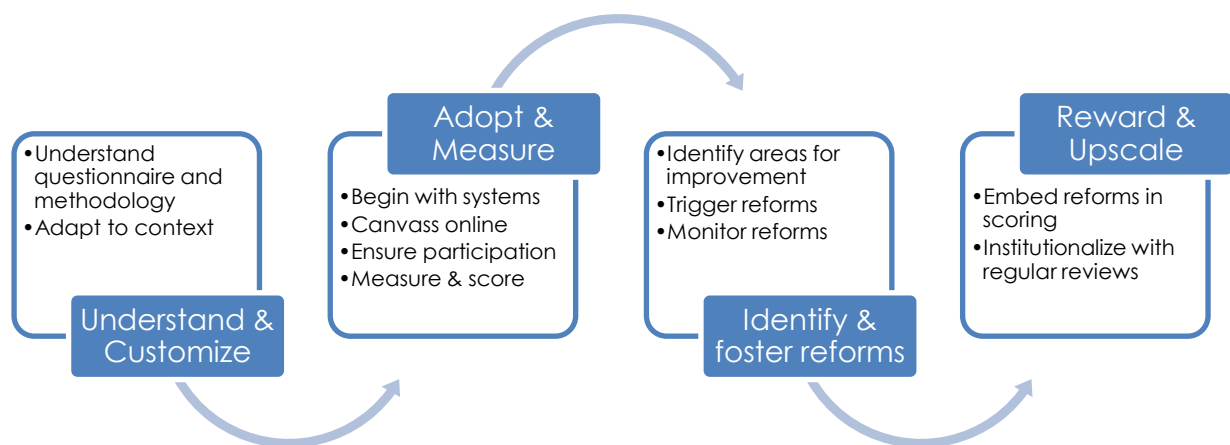 •Understand
questionnaire and
methodology
•Adapt to context
Understand &
Customize
Adopt &
Measure
•Begin with systems
•Canvass online
•Ensure participation
•Measure & score
•Identify areas for
improvement
•Trigger reforms
•Monitor reforms
Identify &
foster reforms
Reward &
Upscale
•Embed reforms in
scoring
•Institutionalize with
regular reviews